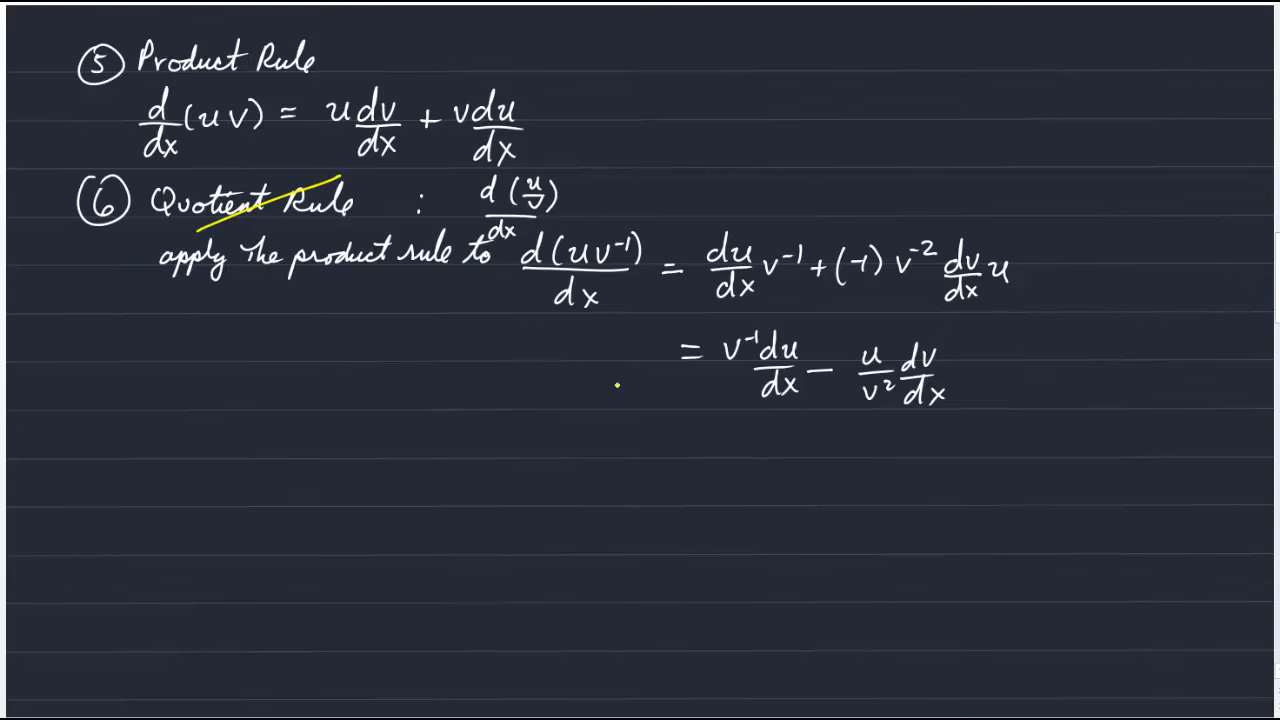 ⑤ Product Rule
d/dx (u v) = u dv/dx + v du/dx
⑥ Quotient Rule : d(u/v)/dx
apply the product rule to d(uv⁻¹)/dx = du/dx v⁻¹ + (-1) v⁻² dv/dx u
= v⁻¹ du/dx - u/v² dv/dx